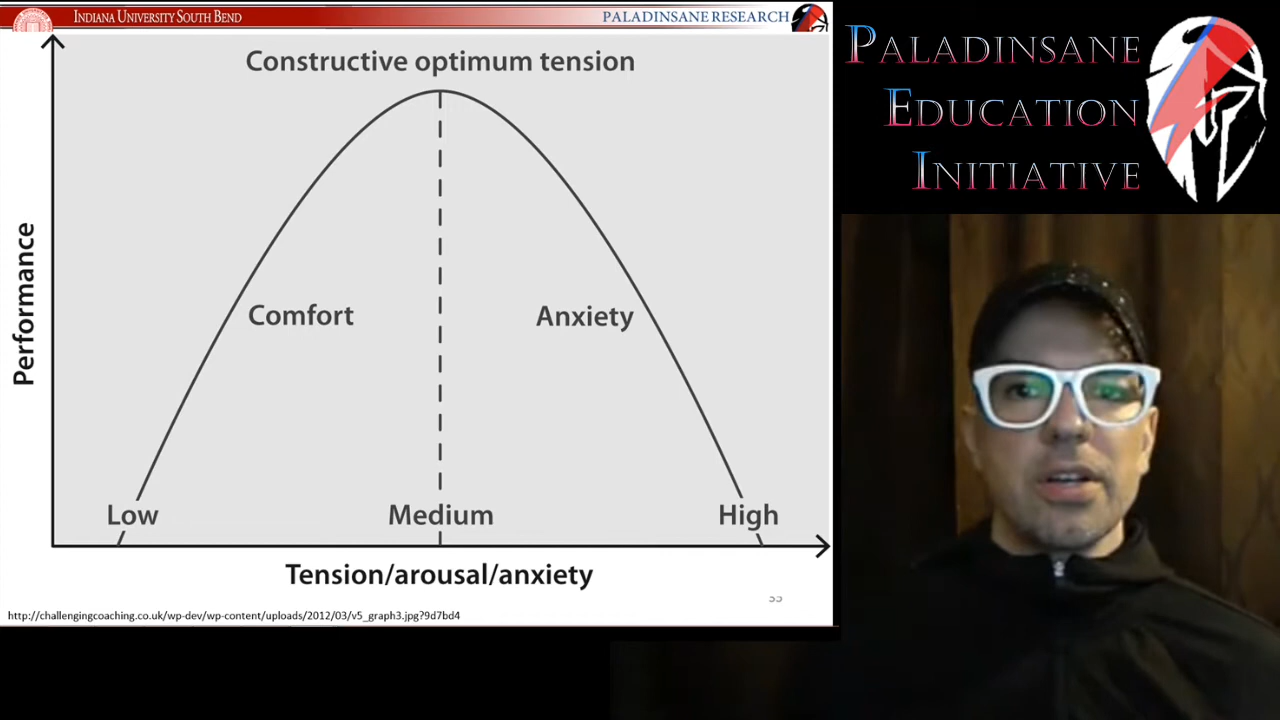 INDIANA UNIVERSITY SOUTH BEND
PALADINSANE RESEARCH
PALADINSANE
EDUCATION
INITIATIVE
Constructive optimum tension
Performance
Comfort
Anxiety
Low
Medium
High
Tension/arousal/anxiety
http://challengingcoaching.co.uk/wp-dev/wp-content/uploads/2012/03/v5_graph3.jpg?9d7bd4